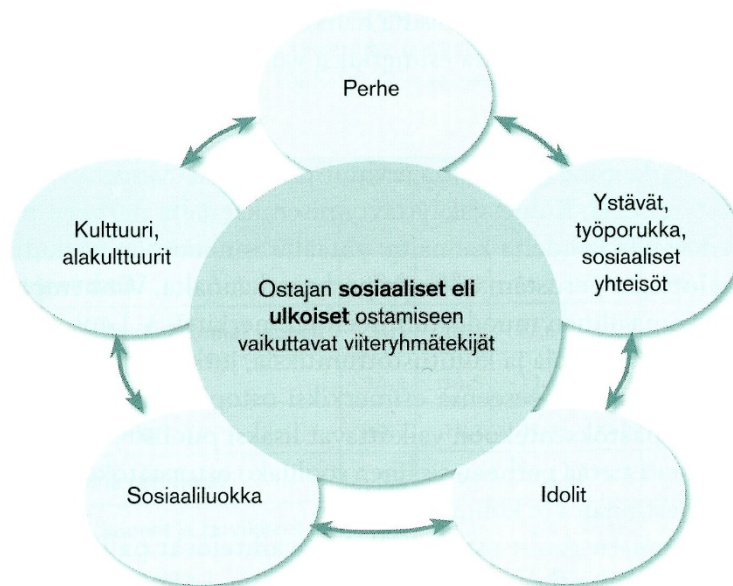 Perhe
Kulttuuri,
alakulttuurit
Ystävät,
työporukka,
sosiaaliset
yhteisöt
Ostajan sosiaaliset eli
ulkoiset ostamiseen
vaikuttavat viiteryhmätekijät
Sosiaaliluokka
Idolit